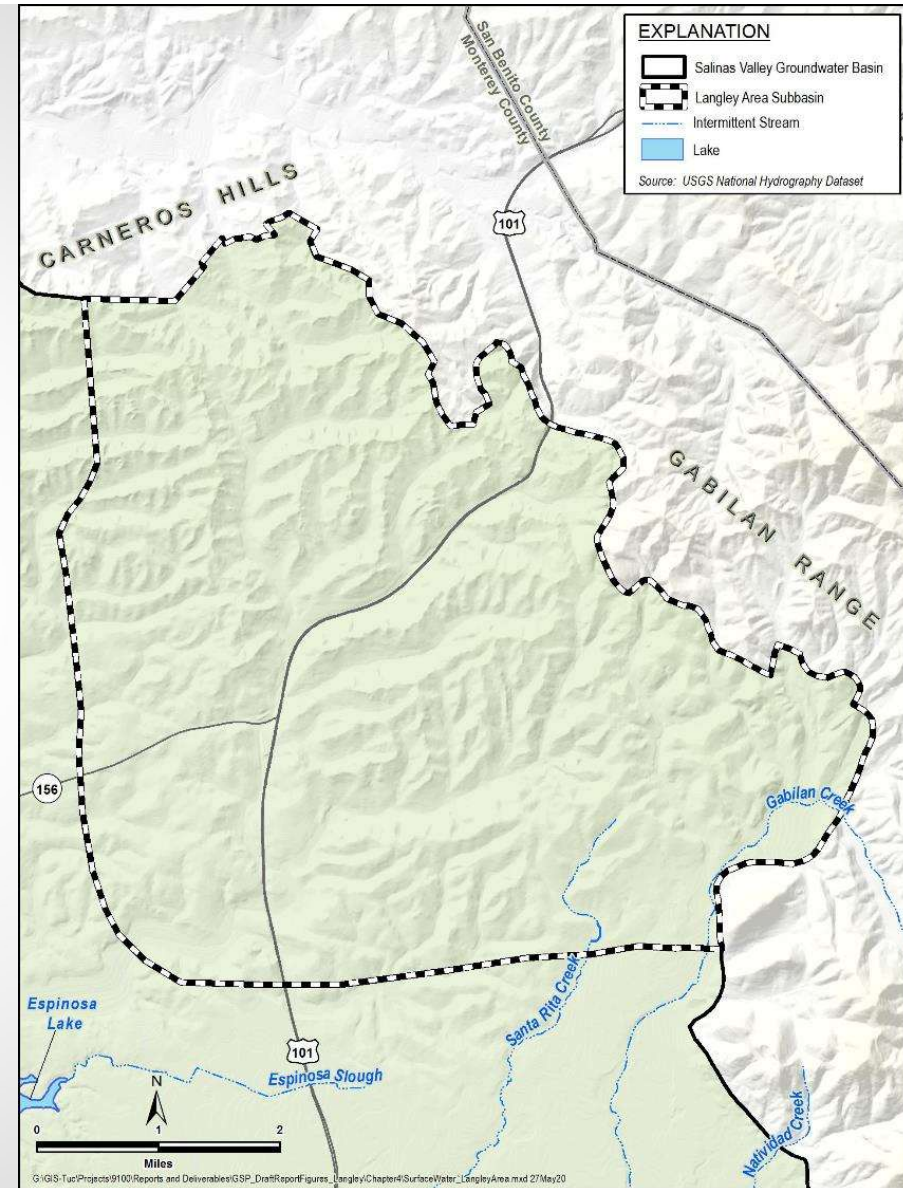 EXPLANATION
Salinas Valley Groundwater Basin
Langley Area Subbasin
Intermittent Stream
Lake
Source: USGS National Hydrography Dataset
San Benito County
Monterey County
101
CARNEROS HILLS
GABILAN RANGE
156
Gabilan Creek
Santa Rita Creek
Espinosa
Lake
101
Espinosa Slough
Natividad Creek
N
0 1 2
Miles
G:\GIS-Tuc\Projects\9100\Reports and Deliverables\GSP_DraftReportFigures_Langley\Chapter4\SurfaceWater_LangleyArea.mxd 27May20